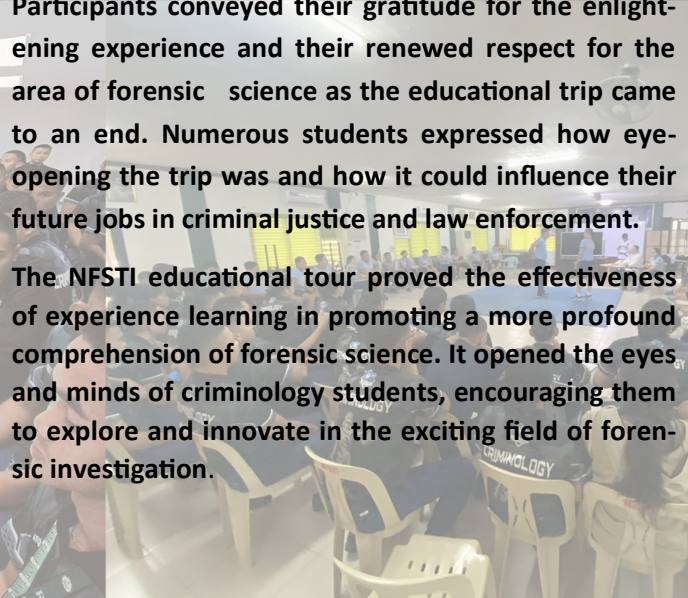 Participants conveyed their gratitude for the enlight-
ening experience and their renewed respect for the
area of forensic science as the educational trip came
to an end. Numerous students expressed how eye-
opening the trip was and how it could influence their
future jobs in criminal justice and law enforcement.
The NFSTI educational tour proved the effectiveness
of experience learning in promoting a more profound
comprehension of forensic science. It opened the eyes
and minds of criminology students, encouraging them
to explore and innovate in the exciting field of foren-
sic investigation.
CRIMINOLOGY